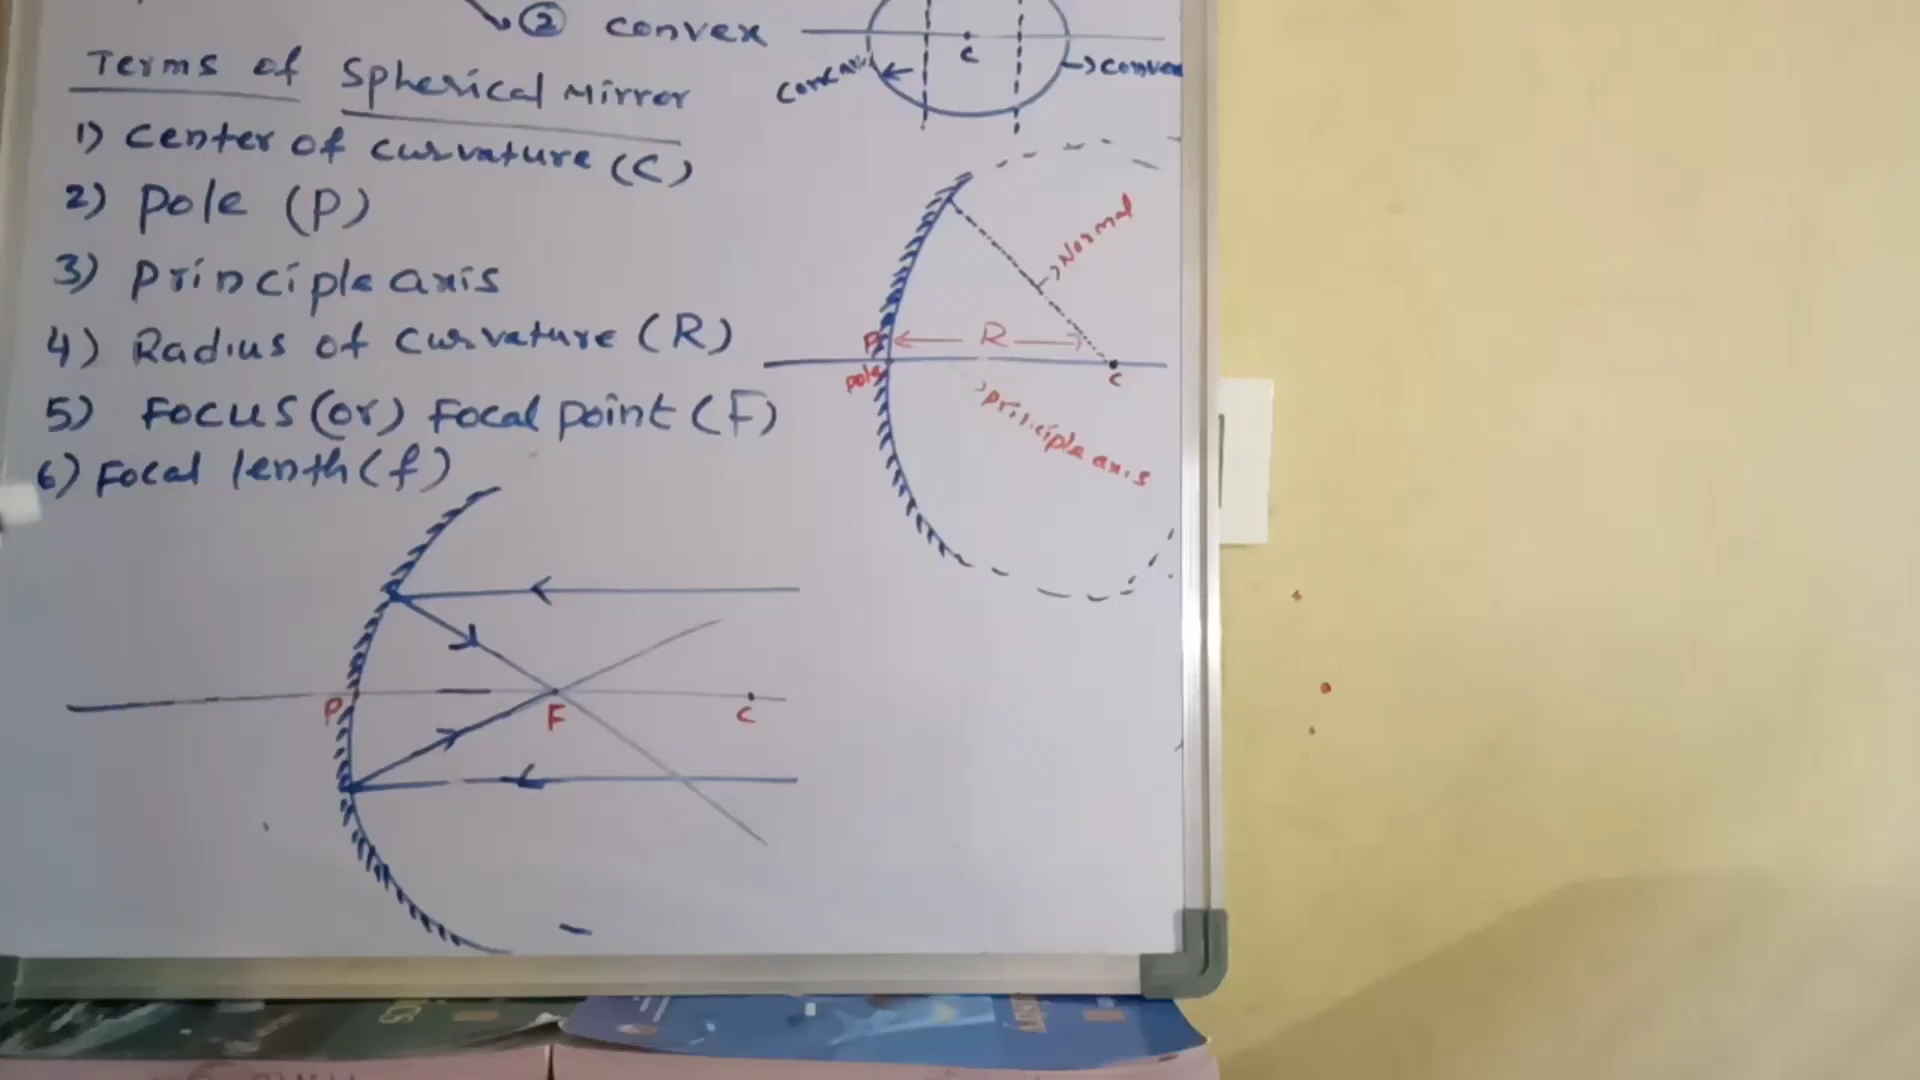 ② convex
c
concave
→convex
Terms of Spherical Mirror
1) Center of curvature (C)
2) Pole (P)
3) Principle axis
4) Radius of curvature (R)
5) Focus (or) Focal point (F)
6) Focal lenth (f)
Normal
P
R
Pole
c
Principle axis
P
F
c